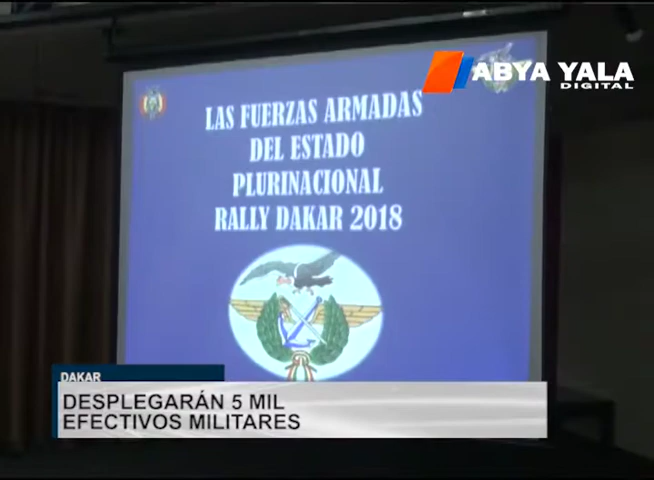 ABYA YALA
DIGITAL
LAS FUERZAS ARMADAS
DEL ESTADO
PLURINACIONAL
RALLY DAKAR 2018
DAKAR
DESPLEGARÁN 5 MIL
EFECTIVOS MILITARES